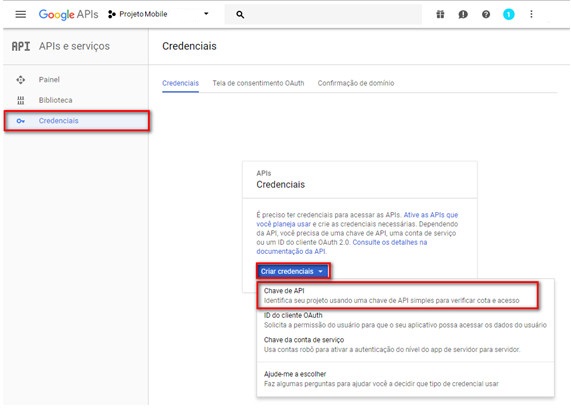 Google APIs
Projeto Mobile
1
API APIs e serviços
Credenciais
Painel
Biblioteca
Credenciais
Credenciais Tela de consentimento OAuth Confirmação de domínio
APIs
Credenciais
É preciso ter credenciais para acessar as APIs. Ative as APIs que
você planeja usar e crie as credenciais necessárias. Dependendo
da API, você precisa de uma chave de API, uma conta de serviço
ou um ID do cliente OAuth 2.0. Consulte os detalhes na
documentação da API.
Criar credenciais
Chave de API
Identifica seu projeto usando uma chave de API simples para verificar cota e acesso
ID do cliente OAuth
Solicita a permissão do usuário para que o seu aplicativo possa acessar os dados do usuário
Chave da conta de serviço
Usa contas robô para ativar a autenticação do nível do app de servidor para servidor.
Ajude-me a escolher
Faz algumas perguntas para ajudar você a decidir que tipo de credencial usar